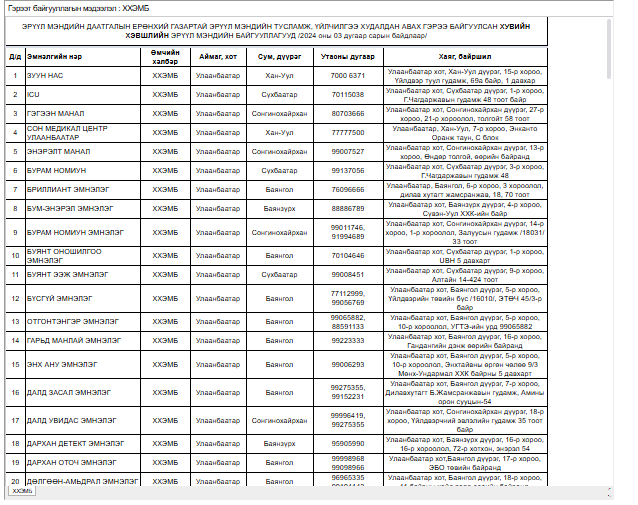 Гэрээт байгууллагын мэдээлэл : ХХЭМБ
ЭРҮҮЛ МЭНДИЙН ДААТГАЛЫН ЕРӨНХИЙ ГАЗАРТАЙ ЭРҮҮЛ МЭНДИЙН ТУСЛАМЖ, ҮЙЛЧИЛГЭЭ ХУДАЛДАН АВАХ ГЭРЭЭ БАЙГУУЛСАН ХУВИЙН
ХЭВШЛИЙН ЭРҮҮЛ МЭНДИЙН БАЙГУУЛЛАГУУД /2024 оны 03 дугаар сарын байдлаар/
Д/д Эмнэлгийн нэр Өмчийн хэлбэр Аймаг, хот Сум, дүүрэг Утасны дугаар Хаяг, байршил
1 ЗУУН НАС ХХЭМБ Улаанбаатар Хан-Уул 7000 6371 Улаанбаатар хот, Хан-Уул дүүрэг, 15-р хороо,
Үйлдвэр туул гудамж, 69а байр, 1 давхар
2 ICU ХХЭМБ Улаанбаатар Сүхбаатар 70115038 Улаанбаатар хот, Сүхбаатар дүүрэг, 1-р хороо,
Г.Чагдаржавын гудамж 48 тоот байр
3 ГЭГЭЭН МАНАЛ ХХЭМБ Улаанбаатар Сонгинохайрхан 80703666 Улаанбаатар хот, Сонгинохайрхан дүүрэг, 27-р
хороо, 21-р хороолол, толгойт 58 тоот
4 СОН МЕДИКАЛ ЦЕНТР
УЛААНБААТАР ХХЭМБ Улаанбаатар Хан-Уул 77777500 Улаанбаатар, Хан-Уул, 7-р хороо, Энканто
Оранж таун, С блок
5 ЭНЭРЭЛТ МАНАЛ ХХЭМБ Улаанбаатар Сонгинохайрхан 99007527 Улаанбаатар хот, Сонгинохайрхан дүүрэг, 13-р
хороо, Өндөр толгой, өөрийн байранд
6 БУРАМ НОМИУН ХХЭМБ Улаанбаатар Сүхбаатар 99137056 Улаанбаатар хот, Сүхбаатар дүүрэг, 3-р хороо,
Г.Чагдаржавын гудамж 48
7 БРИЛЛИАНТ ЭМНЭЛЭГ ХХЭМБ Улаанбаатар Баянгол 76096666 Улаанбаатар, Баянгол, 6-р хороо, 3 хороолол,
дилав хутагт жамсранжав, 18, 70 тоот
8 БУМ-ЭНЭРЭЛ ЭМНЭЛЭГ ХХЭМБ Улаанбаатар Баянзүрх 88886789 Улаанбаатар хот, Баянзүрх дүүрэг, 4-р хороо,
Сувэн-Уул ХХК-ийн байр
9 БУРАМ НОМИУН ЭМНЭЛЭГ ХХЭМБ Улаанбаатар Сонгинохайрхан 99011746,
91994689 Улаанбаатар хот, Сонгинохайрхан дүүрэг, 14-р
хороо, 1-р хороолол, Залуусын гудамж /18031/
33 тоот
10 БУЯНТ ОНОШИЛГОО
ЭМНЭЛЭГ ХХЭМБ Улаанбаатар Баянгол 70104646 Улаанбаатар хот, Сүхбаатар дүүрэг, 1-р хороо,
UBH 5 давхарт
11 БУЯНТ ЭЭЖ ЭМНЭЛЭГ ХХЭМБ Улаанбаатар Сүхбаатар 99008451 Улаанбаатар хот, Сүхбаатар дүүрэг, 9-р хороо,
Алтайн 14-424 тоот
12 БҮСГҮЙ ЭМНЭЛЭГ ХХЭМБ Улаанбаатар Баянгол 77112999,
99056769 Улаанбаатар хот, Баянгол дүүрэг, 5-р хороо,
Үйлдвэрийн төвийн бүс /16010/, ЭТӨЧ 45/3-р
байр
13 ОТГОНТЭНГЭР ЭМНЭЛЭГ ХХЭМБ Улаанбаатар Баянгол 99065882,
88591133 Улаанбаатар хот, Баянгол дүүрэг, 5-р хороо,
10-р хороолол, УГТЭ-ийн урд 99065882
14 ГАРЬД МАНЛАЙ ЭМНЭЛЭГ ХХЭМБ Улаанбаатар Баянгол 99223333 Улаанбаатар хот, Баянгол дүүрэг, 16-р хороо,
Гандангийн дэнж өөрийн байранд
15 ЭНХ АНУ ЭМНЭЛЭГ ХХЭМБ Улаанбаатар Баянгол 99006293 Улаанбаатар хот, Баянгол дүүрэг, 5-р хороо,
10-р хороолол, Энхтайвны өргөн чөлөө 9/3
Мөнх-Ундармал ХХК байрны 5 давхарт
16 ДАЛД ЗАСАЛ ЭМНЭЛЭГ ХХЭМБ Улаанбаатар Баянгол 99275355,
99152231 Улаанбаатар хот, Баянгол дүүрэг, 7-р хороо,
Дилавхутагт Б.Жамсранжавын гудамж, Амины
орон сууцын-54
17 ДАЛД УВИДАС ЭМНЭЛЭГ ХХЭМБ Улаанбаатар Сонгинохайрхан 99996419,
99275355 Улаанбаатар хот, Сонгинохайрхан дүүрэг, 18-р
хороо, Үйлдвэрчний эвлэлийн гудамж 35 тоот
байр
18 ДАРХАН ДЕТЕКТ ЭМНЭЛЭГ ХХЭМБ Улаанбаатар Баянзүрх 95905990 Улаанбаатар хот, Баянзүрх дүүрэг, 16-р хороо,
16-р хороолол, 72-р хотхон, энэрэл 54
19 ДАРХАН ОТОЧ ЭМНЭЛЭГ ХХЭМБ Улаанбаатар Баянгол 99998968
99098966 Улаанбаатар хот,Баянгол дүүрэг, 17-р хороо,
ЭБО төвийн байранд
20 ДӨЛГӨӨН-АМЬДРАЛ ЭМНЭЛЭГ ХХЭМБ Улаанбаатар Баянгол 96965335 Улаанбаатар хот, Баянгол дүүрэг, 18-р хороо,
ХХЭМБ